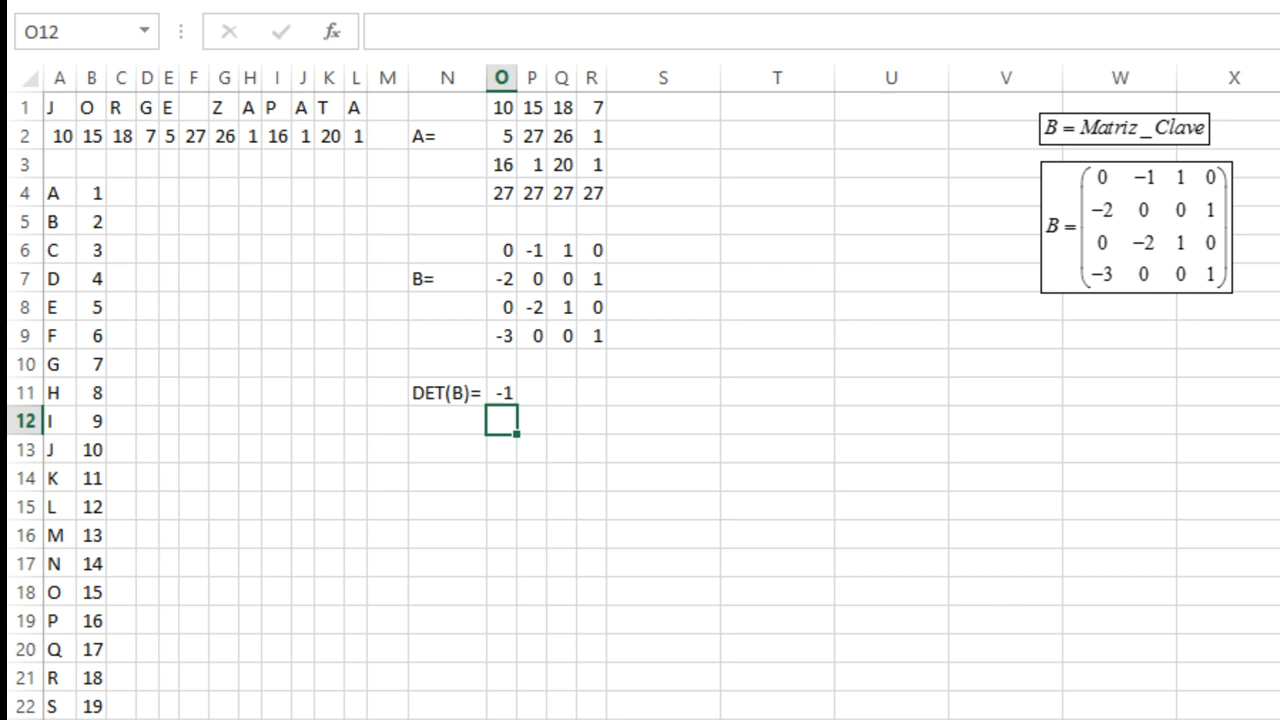 O12 fx
A B C D E F G H I J K L M N O P Q R S T U V W X
1 J O R G E Z A P A T A 10 15 18 7
2 10 15 18 7 5 27 26 1 16 1 20 1 A= 5 27 26 1
3 16 1 20 1
4 A 1 27 27 27 27
5 B 2
6 C 3 0 -1 1 0
7 D 4 B= -2 0 0 1
8 E 5 0 -2 1 0
9 F 6 -3 0 0 1
10 G 7
11 H 8 DET(B)= -1
12 I 9
13 J 10
14 K 11
15 L 12
16 M 13
17 N 14
18 O 15
19 P 16
20 Q 17
21 R 18
22 S 19
B = Matriz_Clave
0 −1 1 0
−2 0 0 1
B =
0 −2 1 0
−3 0 0 1